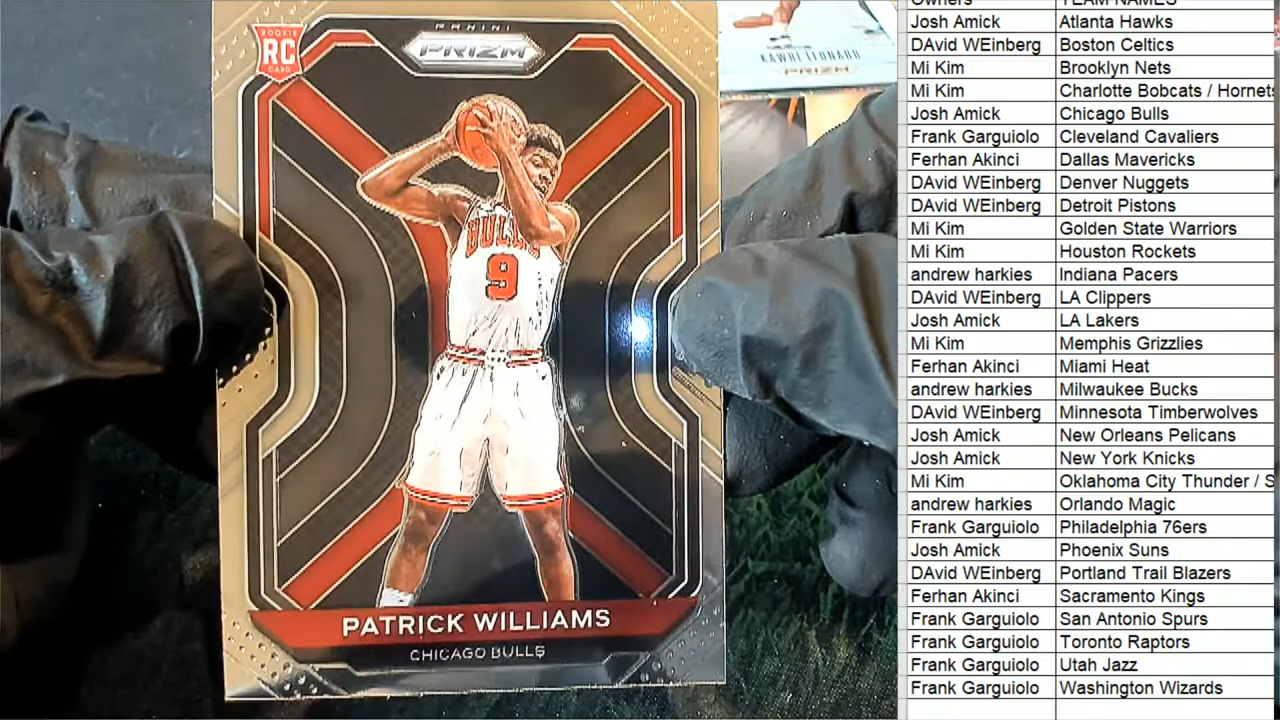 ROOKIE
RC
CARD
PANINI
PRIZM
BULLS
9
PATRICK WILLIAMS
CHICAGO BULLS
KAWHI LEONARD
PRIZM
Owners TEAM NAMES
Josh Amick Atlanta Hawks
DAvid WEinberg Boston Celtics
Mi Kim Brooklyn Nets
Mi Kim Charlotte Bobcats / Hornets
Josh Amick Chicago Bulls
Frank Garguiolo Cleveland Cavaliers
Ferhan Akinci Dallas Mavericks
DAvid WEinberg Denver Nuggets
DAvid WEinberg Detroit Pistons
Mi Kim Golden State Warriors
Mi Kim Houston Rockets
andrew harkies Indiana Pacers
DAvid WEinberg LA Clippers
Josh Amick LA Lakers
Mi Kim Memphis Grizzlies
Ferhan Akinci Miami Heat
andrew harkies Milwaukee Bucks
DAvid WEinberg Minnesota Timberwolves
Josh Amick New Orleans Pelicans
Josh Amick New York Knicks
Mi Kim Oklahoma City Thunder / S
andrew harkies Orlando Magic
Frank Garguiolo Philadelphia 76ers
Josh Amick Phoenix Suns
DAvid WEinberg Portland Trail Blazers
Ferhan Akinci Sacramento Kings
Frank Garguiolo San Antonio Spurs
Frank Garguiolo Toronto Raptors
Frank Garguiolo Utah Jazz
Frank Garguiolo Washington Wizards